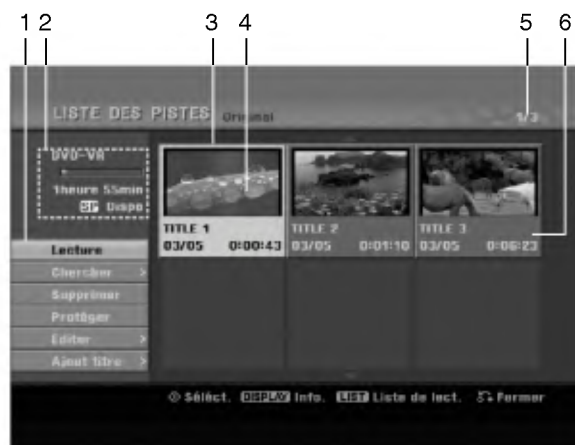 1 2 3 4 5 6
LISTE DES PISTES Original 1/3
DVD-VR
1heure 55min
SP Dispo
TITLE 1 TITLE 2 TITLE 3
03/05 0:00:43 03/05 0:01:10 03/05 0:06:23
Lecture
Chercher >
Supprimer
Protéger
Editer >
Ajout titre >
Séléct. DISPLAY Info. LIST Liste de lect. Fermer